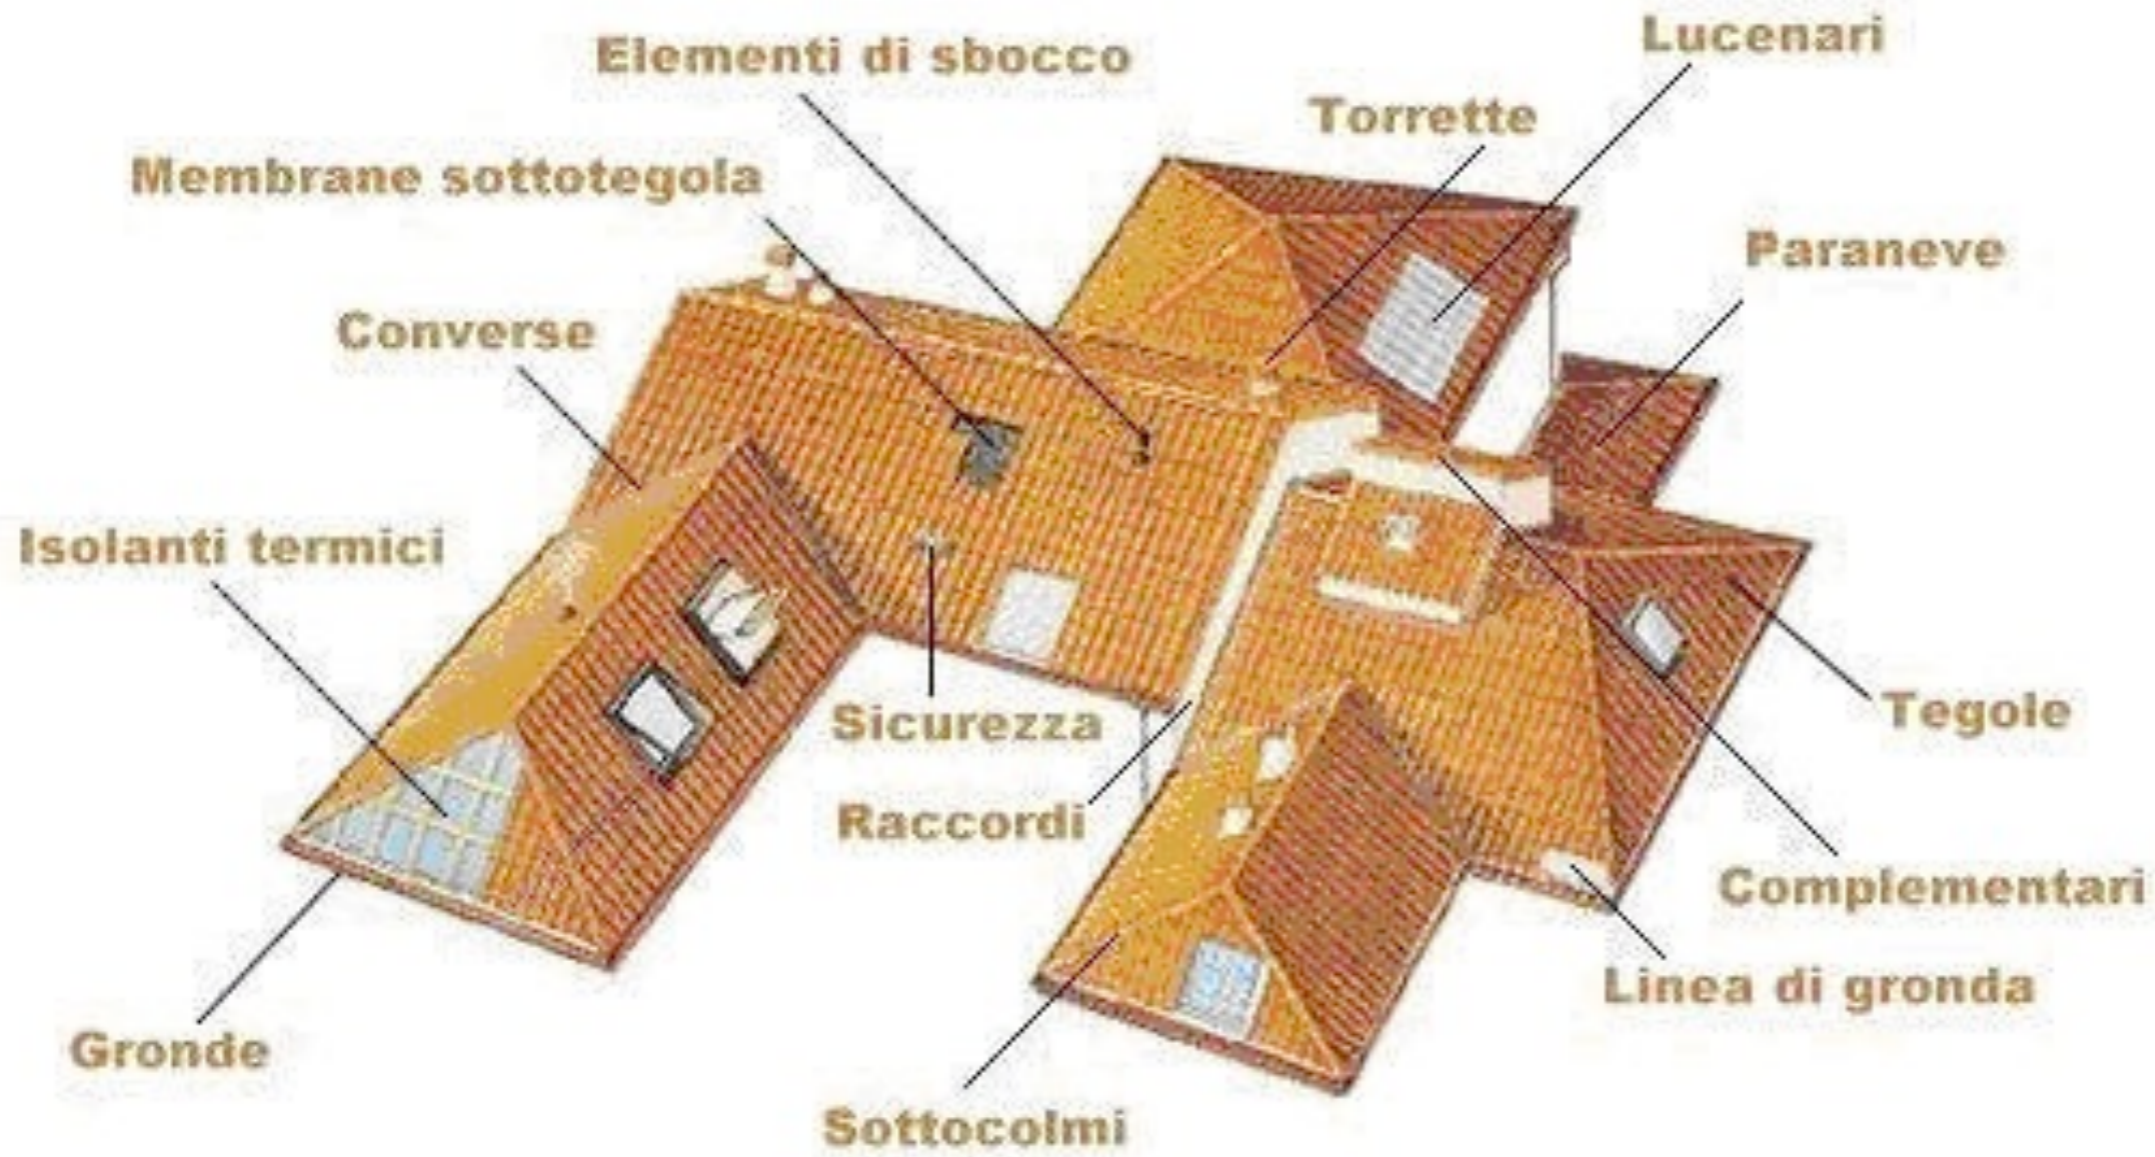 Lucenari
Elementi di sbocco
Torrette
Membrane sottotegola
Paraneve
Converse
Isolanti termici
Tegole
Sicurezza
Raccordi
Complementari
Linea di gronda
Gronde
Sottocolmi